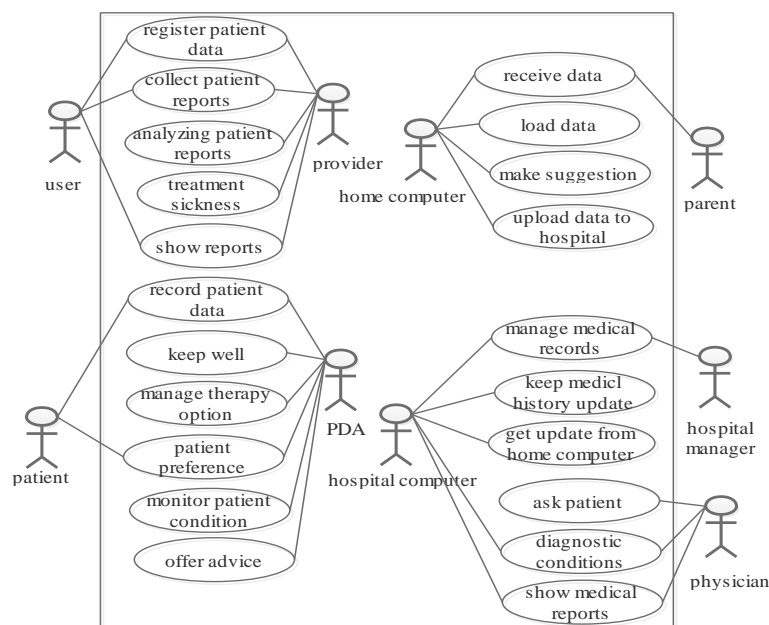 register patient
data
collect patient
reports
analyzing patient
reports
treatment
sickness
show reports
user
provider
receive data
load data
make suggestion
upload data to
hospital
home computer
parent
record patient
data
keep well
manage therapy
option
patient
preference
monitor patient
condition
offer advice
patient
PDA
manage medical
records
keep medicl
history update
get update from
home computer
ask patient
diagnostic
conditions
show medical
reports
hospital computer
hospital
manager
physician